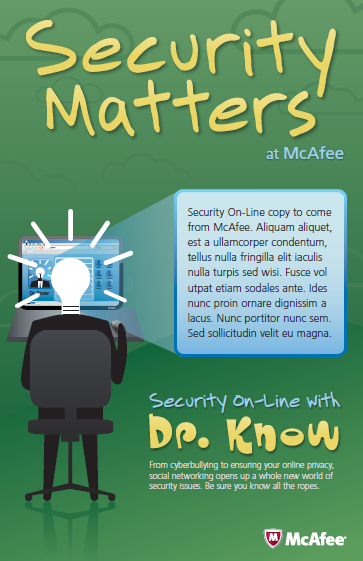 Security
Matters
at McAfee
Security On-Line copy to come
from McAfee. Aliquam aliquet,
est a ullamcorper condentum,
tellus nulla fringilla elit iaculis
nulla turpis sed wisi. Fusce vol
utpat etiam sodales ante. Ides
nunc proin ornare dignissim a
lacus. Nunc portitor nunc sem.
Sed sollicitudin velit eu magna.
Security On-Line with
Dr. Know
From cyberbullying to ensuring your online privacy,
social networking opens up a whole new world of
security issues. Be sure you know all the ropes.
McAfee®